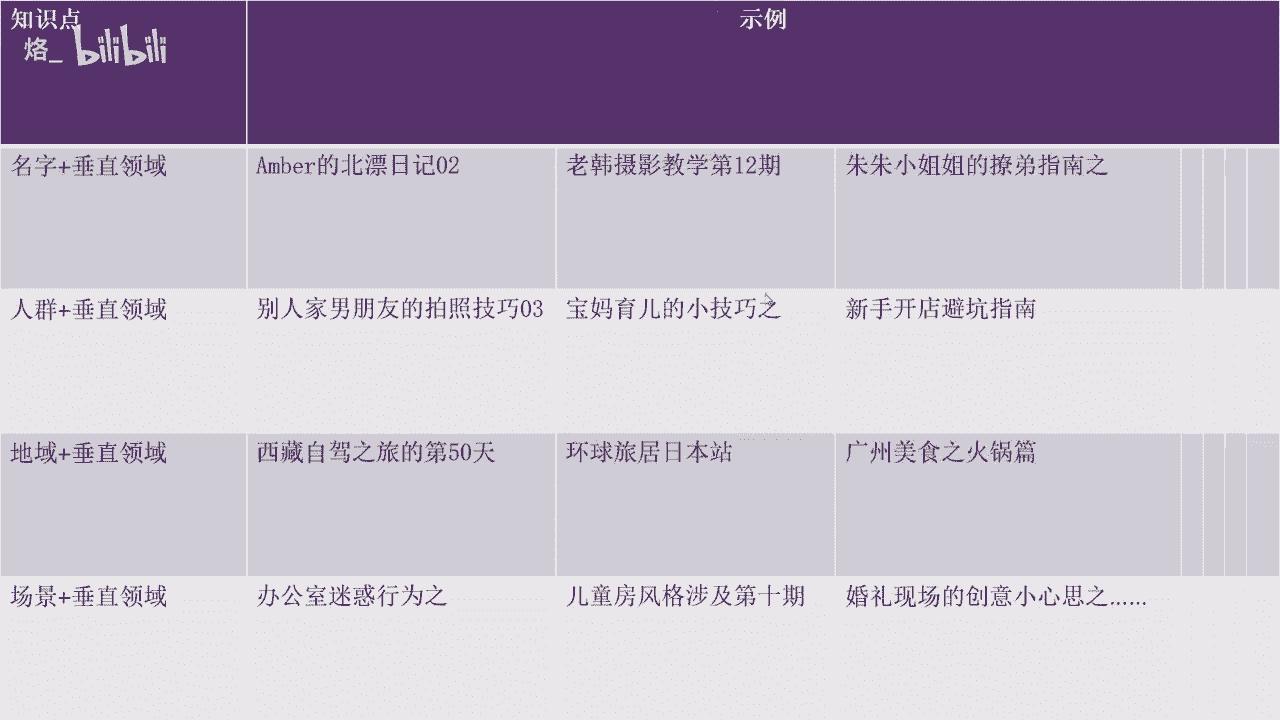 知识点 示例
烙_ bilibili
名字+垂直领域 Amber的北漂日记02 老韩摄影教学第12期 朱朱小姐姐的撩弟指南之
人群+垂直领域 别人家男朋友的拍照技巧03 宝妈育儿的小技巧之 新手开店避坑指南
地域+垂直领域 西藏自驾之旅的第50天 环球旅居日本站 广州美食之火锅篇
场景+垂直领域 办公室迷惑行为之 儿童房风格涉及第十期 婚礼现场的创意小心思之......